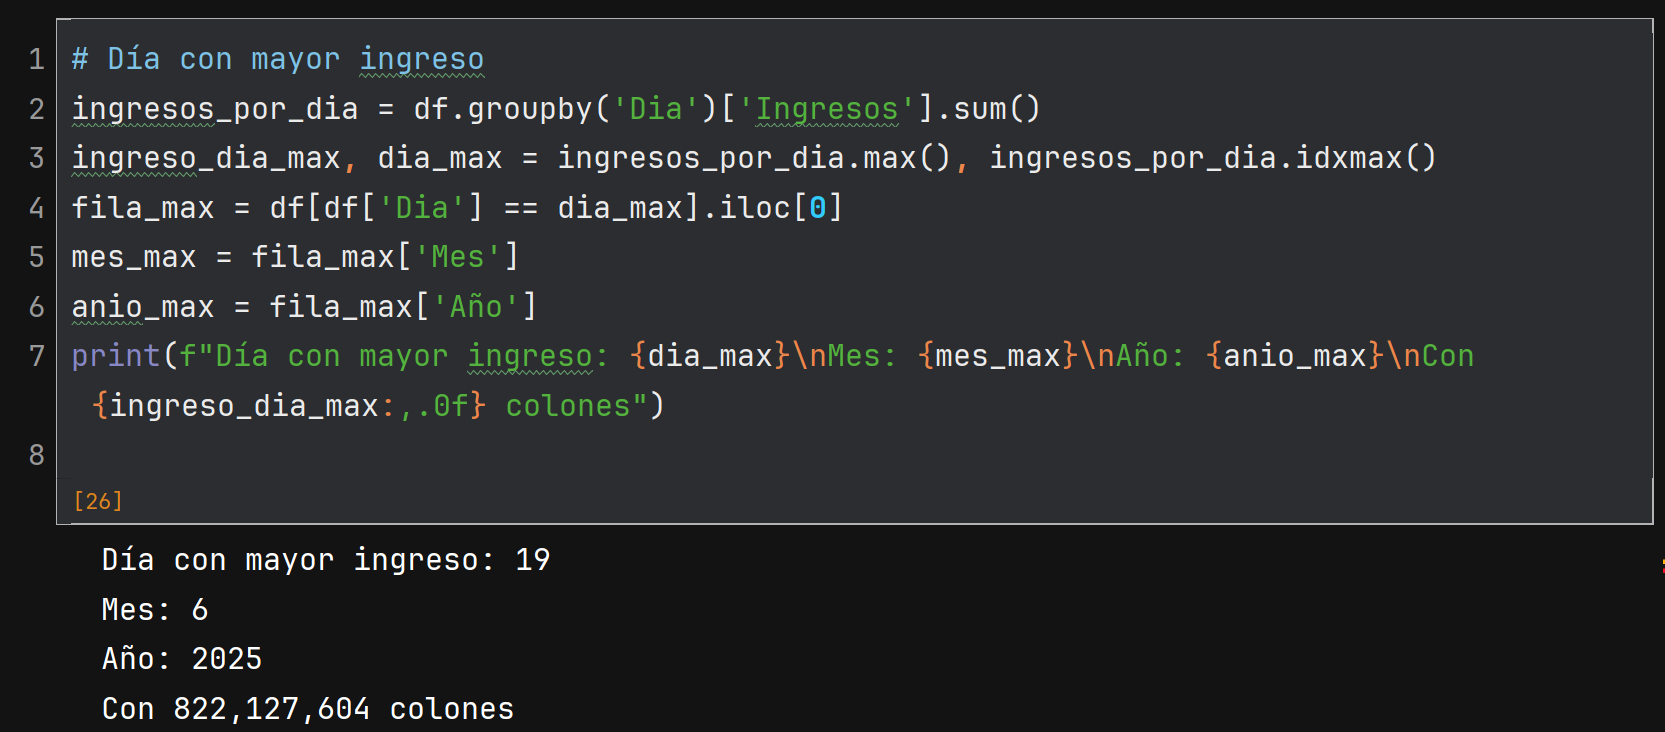 1 # Día con mayor ingreso
2 ingresos_por_dia = df.groupby('Dia')['Ingresos'].sum()
3 ingreso_dia_max, dia_max = ingresos_por_dia.max(), ingresos_por_dia.idxmax()
4 fila_max = df[df['Dia'] == dia_max].iloc[0]
5 mes_max = fila_max['Mes']
6 anio_max = fila_max['Año']
7 print(f"Día con mayor ingreso: {dia_max}\nMes: {mes_max}\nAño: {anio_max}\nCon
{ingreso_dia_max:,.0f} colones")
8
[26]
Día con mayor ingreso: 19
Mes: 6
Año: 2025
Con 822,127,604 colones